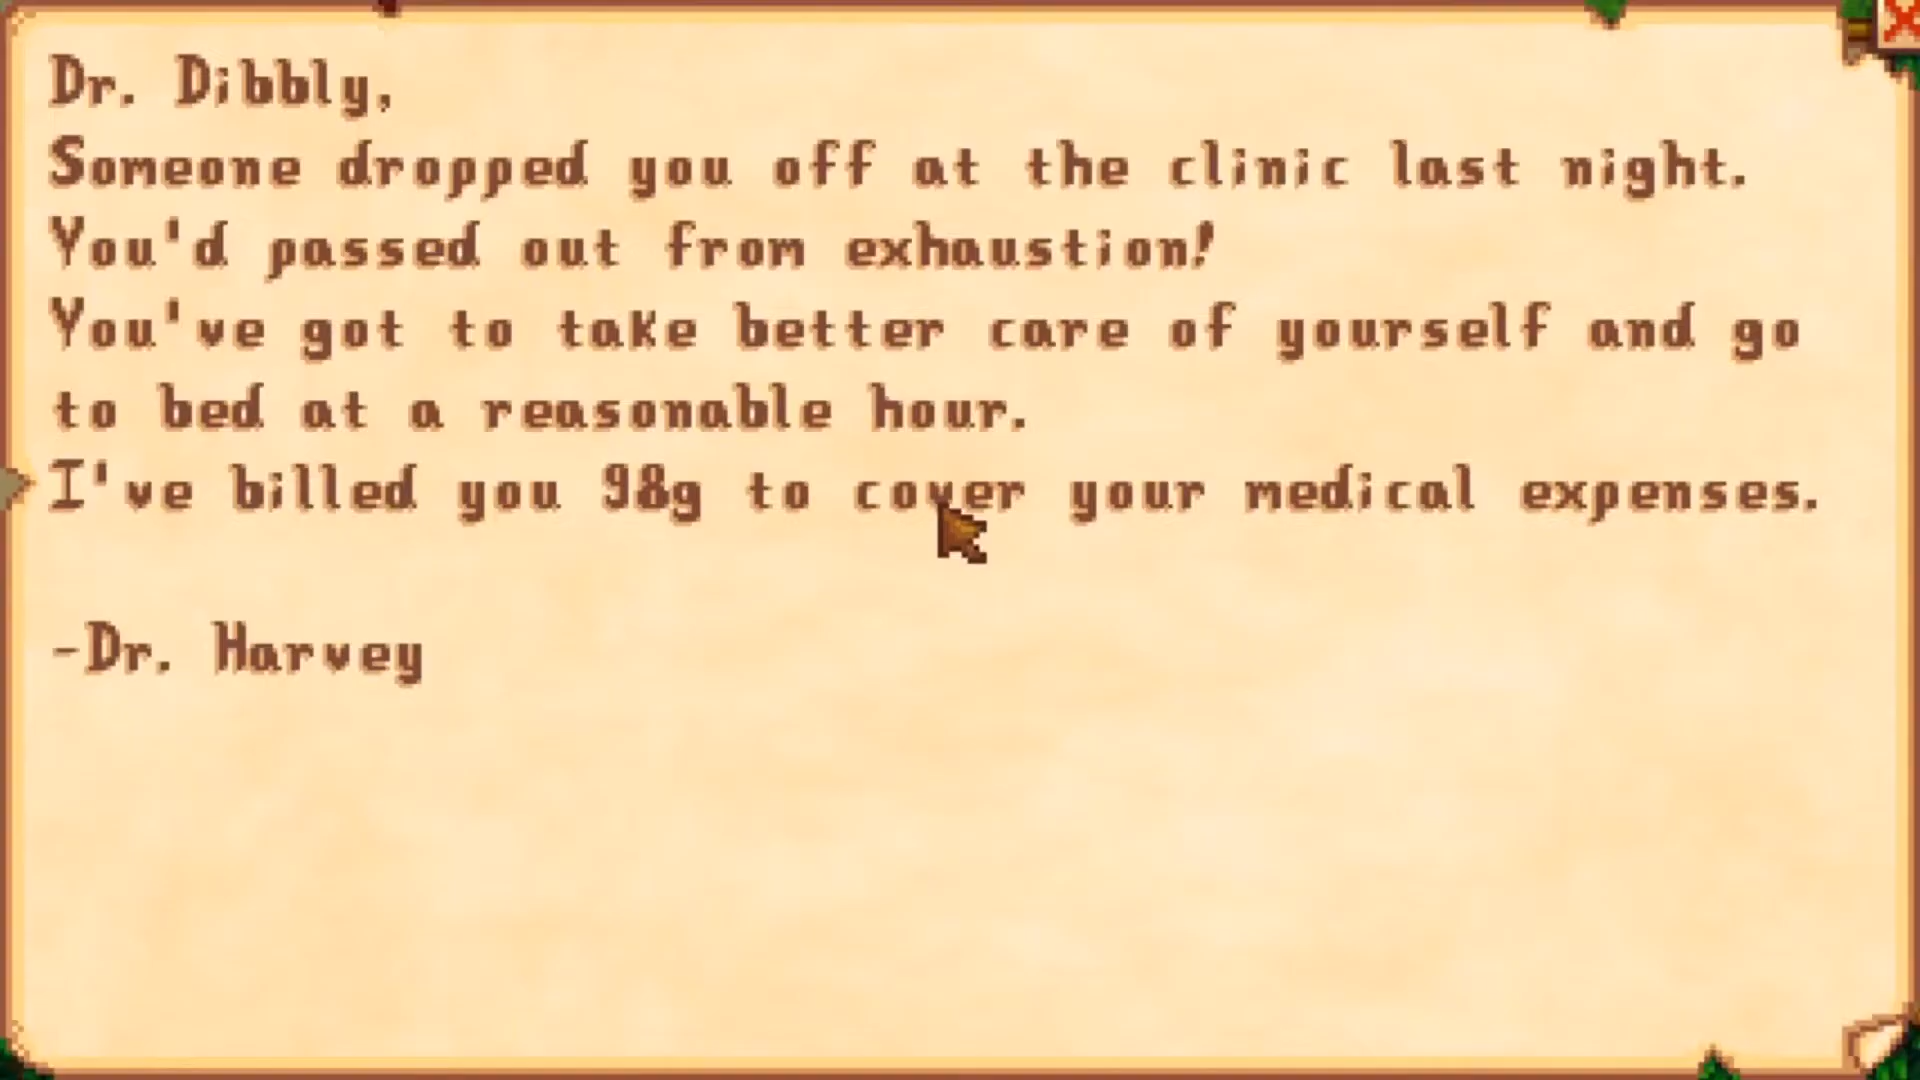 Dr. Dibbly,
Someone dropped you off at the clinic last night.
You'd passed out from exhaustion!
You've got to take better care of yourself and go
to bed at a reasonable hour.
I've billed you 98g to cover your medical expenses.
-Dr. Harvey